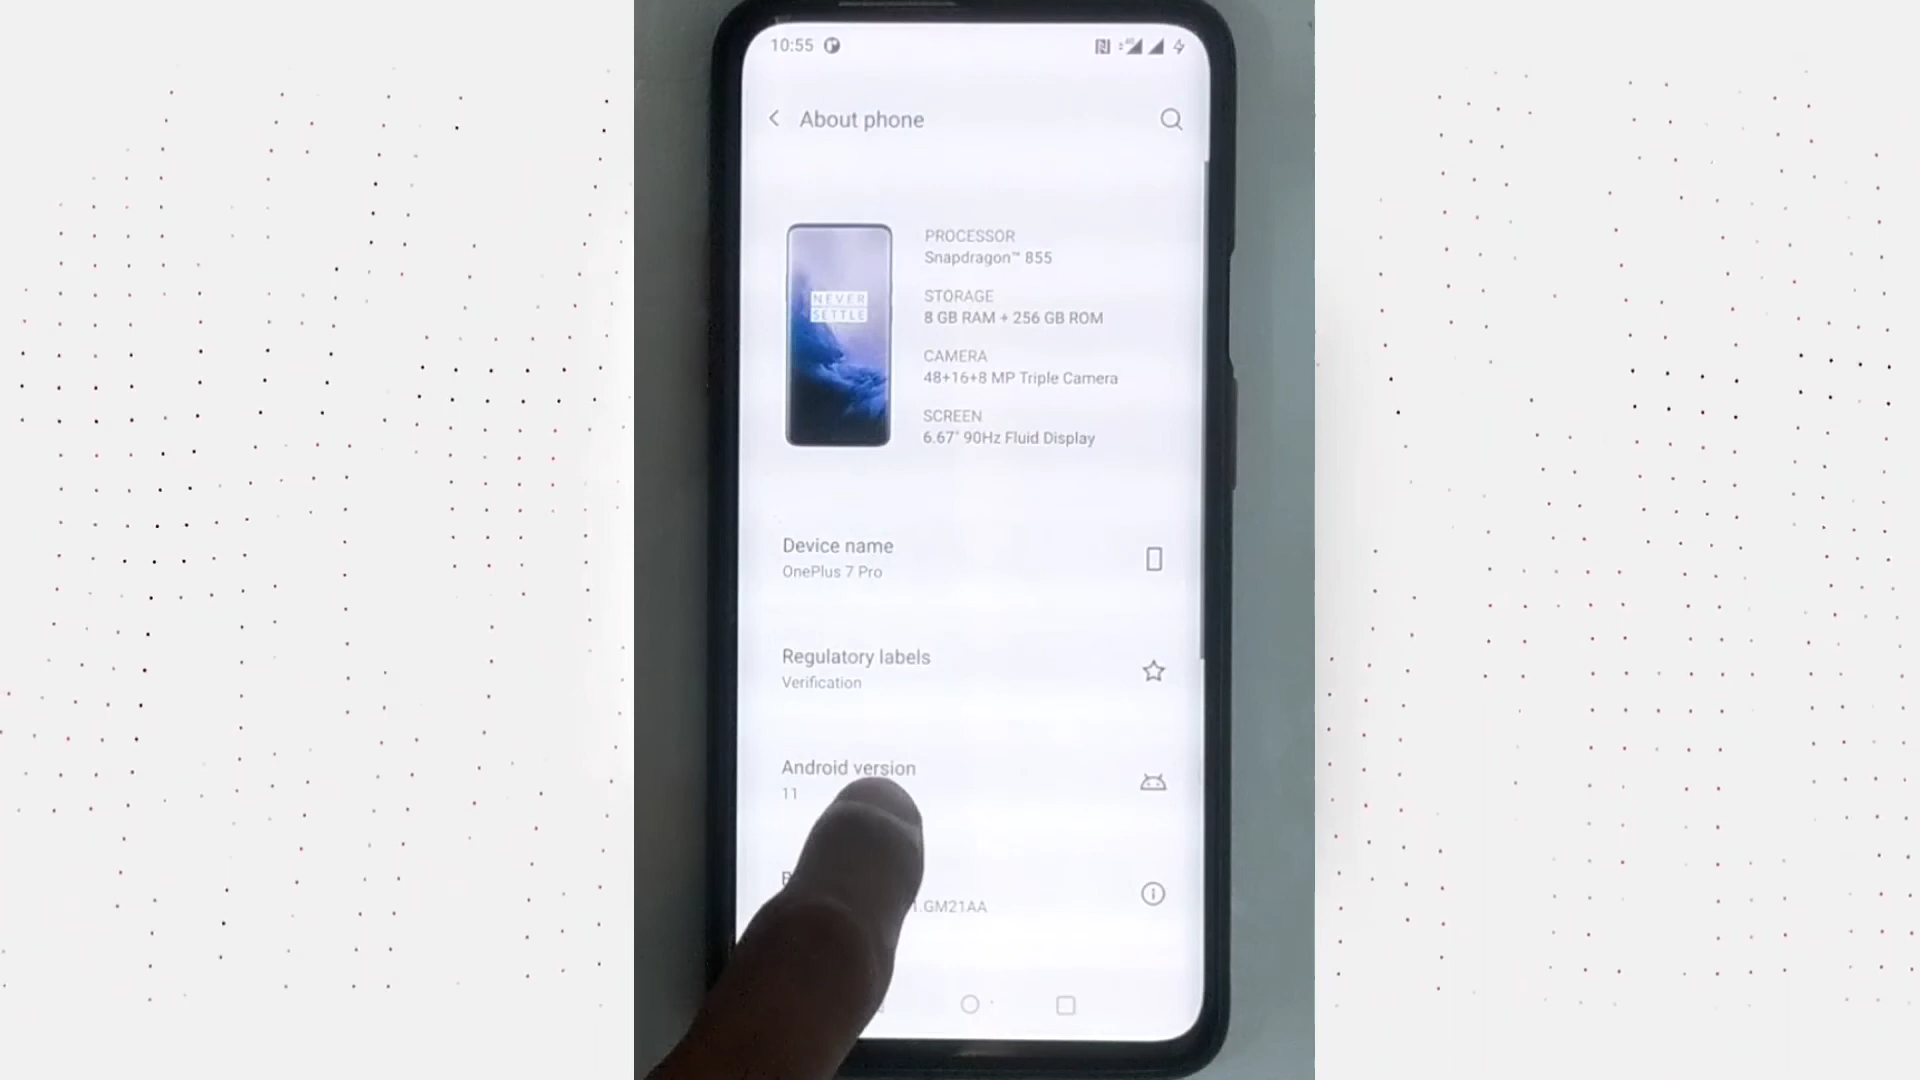 10:55
About phone
NEVER
SETTLE
PROCESSOR
Snapdragon™ 855
STORAGE
8 GB RAM + 256 GB ROM
CAMERA
48+16+8 MP Triple Camera
SCREEN
6.67" 90Hz Fluid Display
Device name
OnePlus 7 Pro
Regulatory labels
Verification
Android version
11
.GM21AA